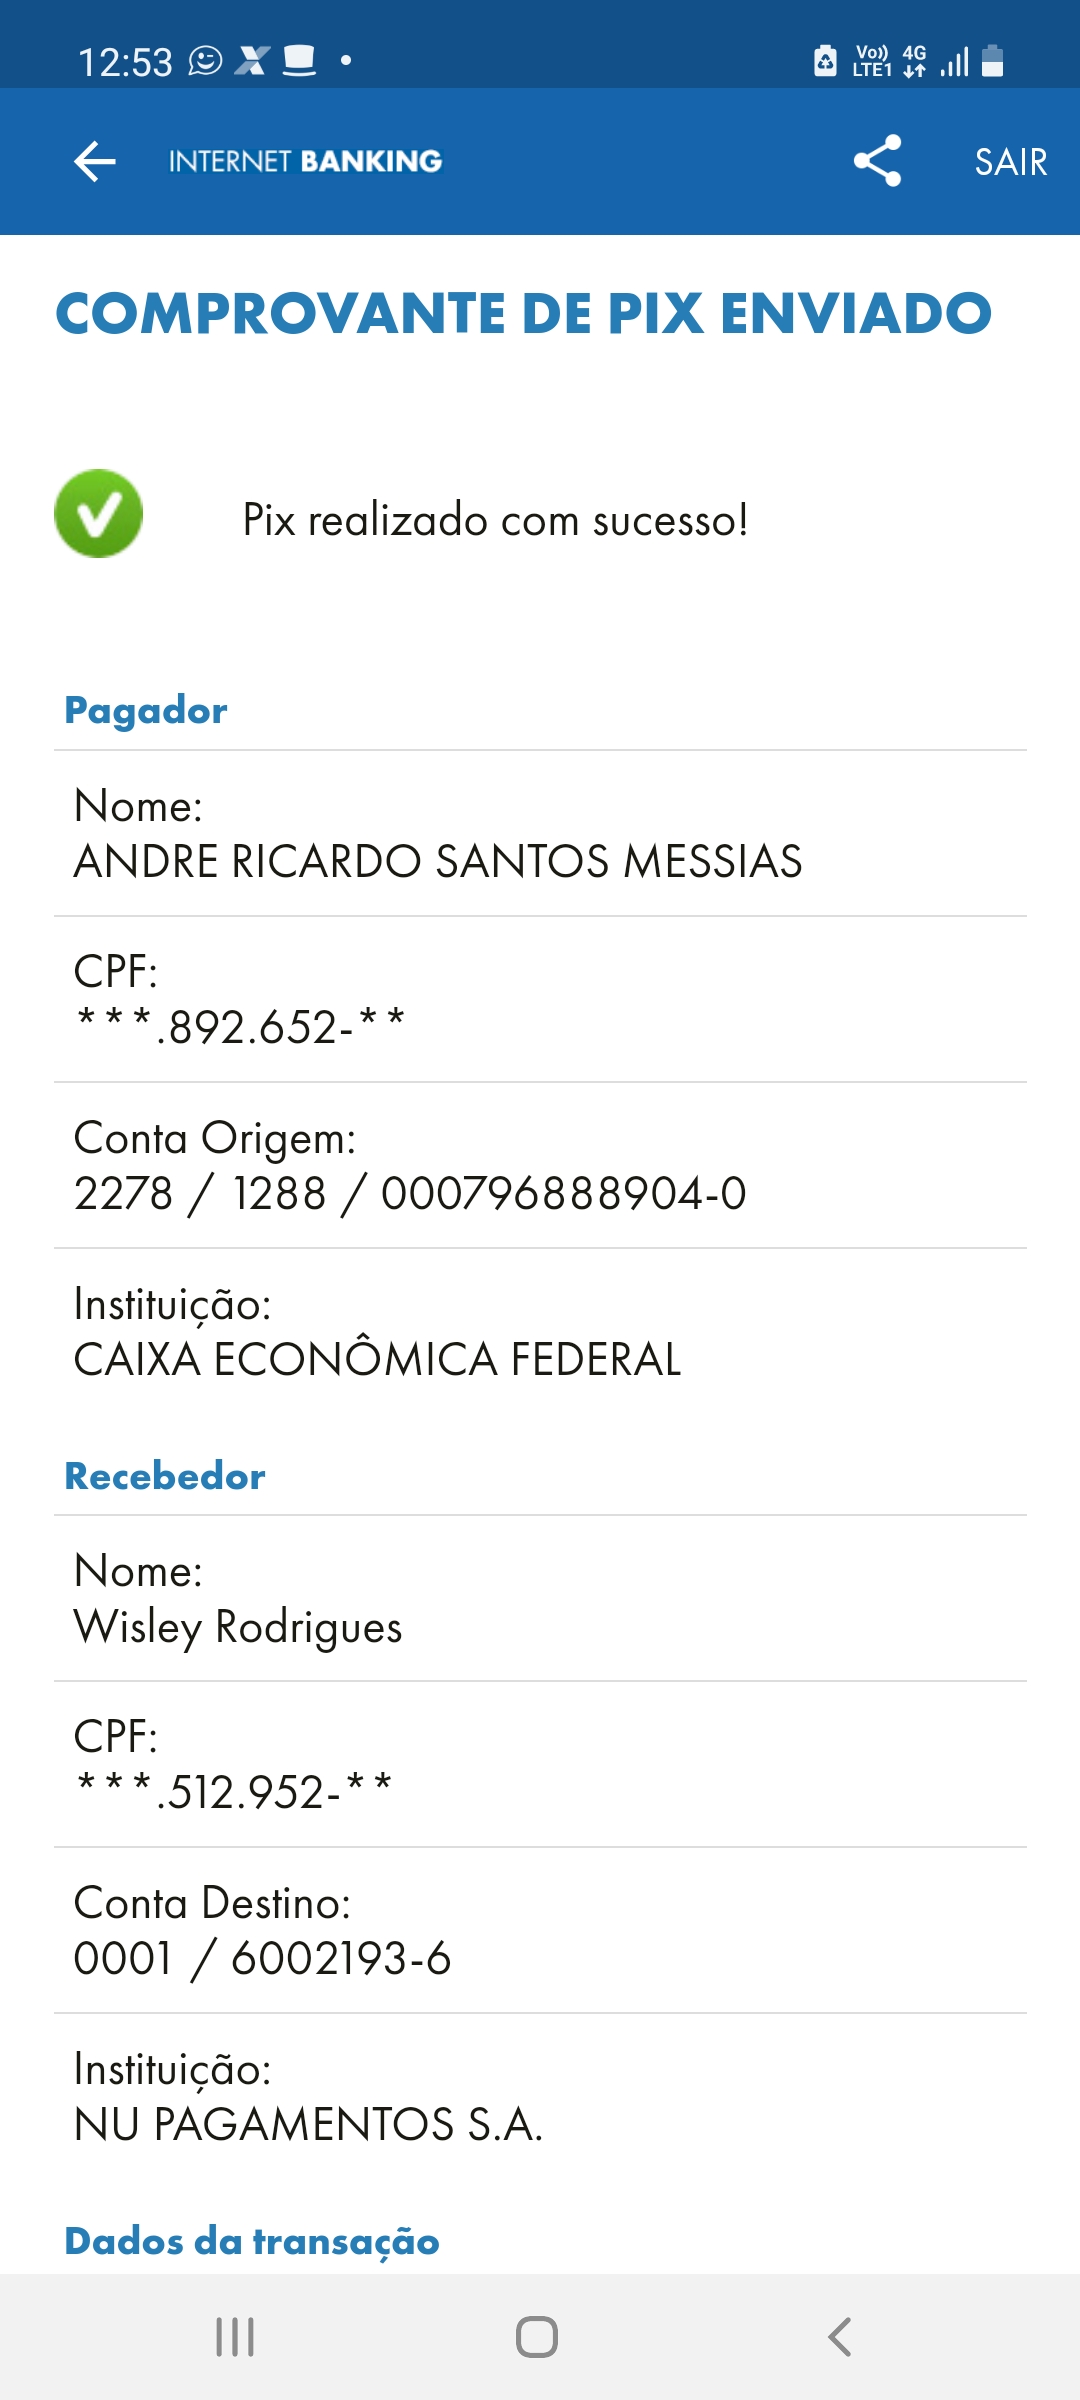 12:53 Vo)) LTE1 4G
INTERNET BANKING SAIR
COMPROVANTE DE PIX ENVIADO
Pix realizado com sucesso!
Pagador
Nome:
ANDRE RICARDO SANTOS MESSIAS
CPF:
***.892.652-**
Conta Origem:
2278 / 1288 / 000796888904-0
Instituição:
CAIXA ECONÔMICA FEDERAL
Recebedor
Nome:
Wisley Rodrigues
CPF:
***.512.952-**
Conta Destino:
0001 / 6002193-6
Instituição:
NU PAGAMENTOS S.A.
Dados da transação